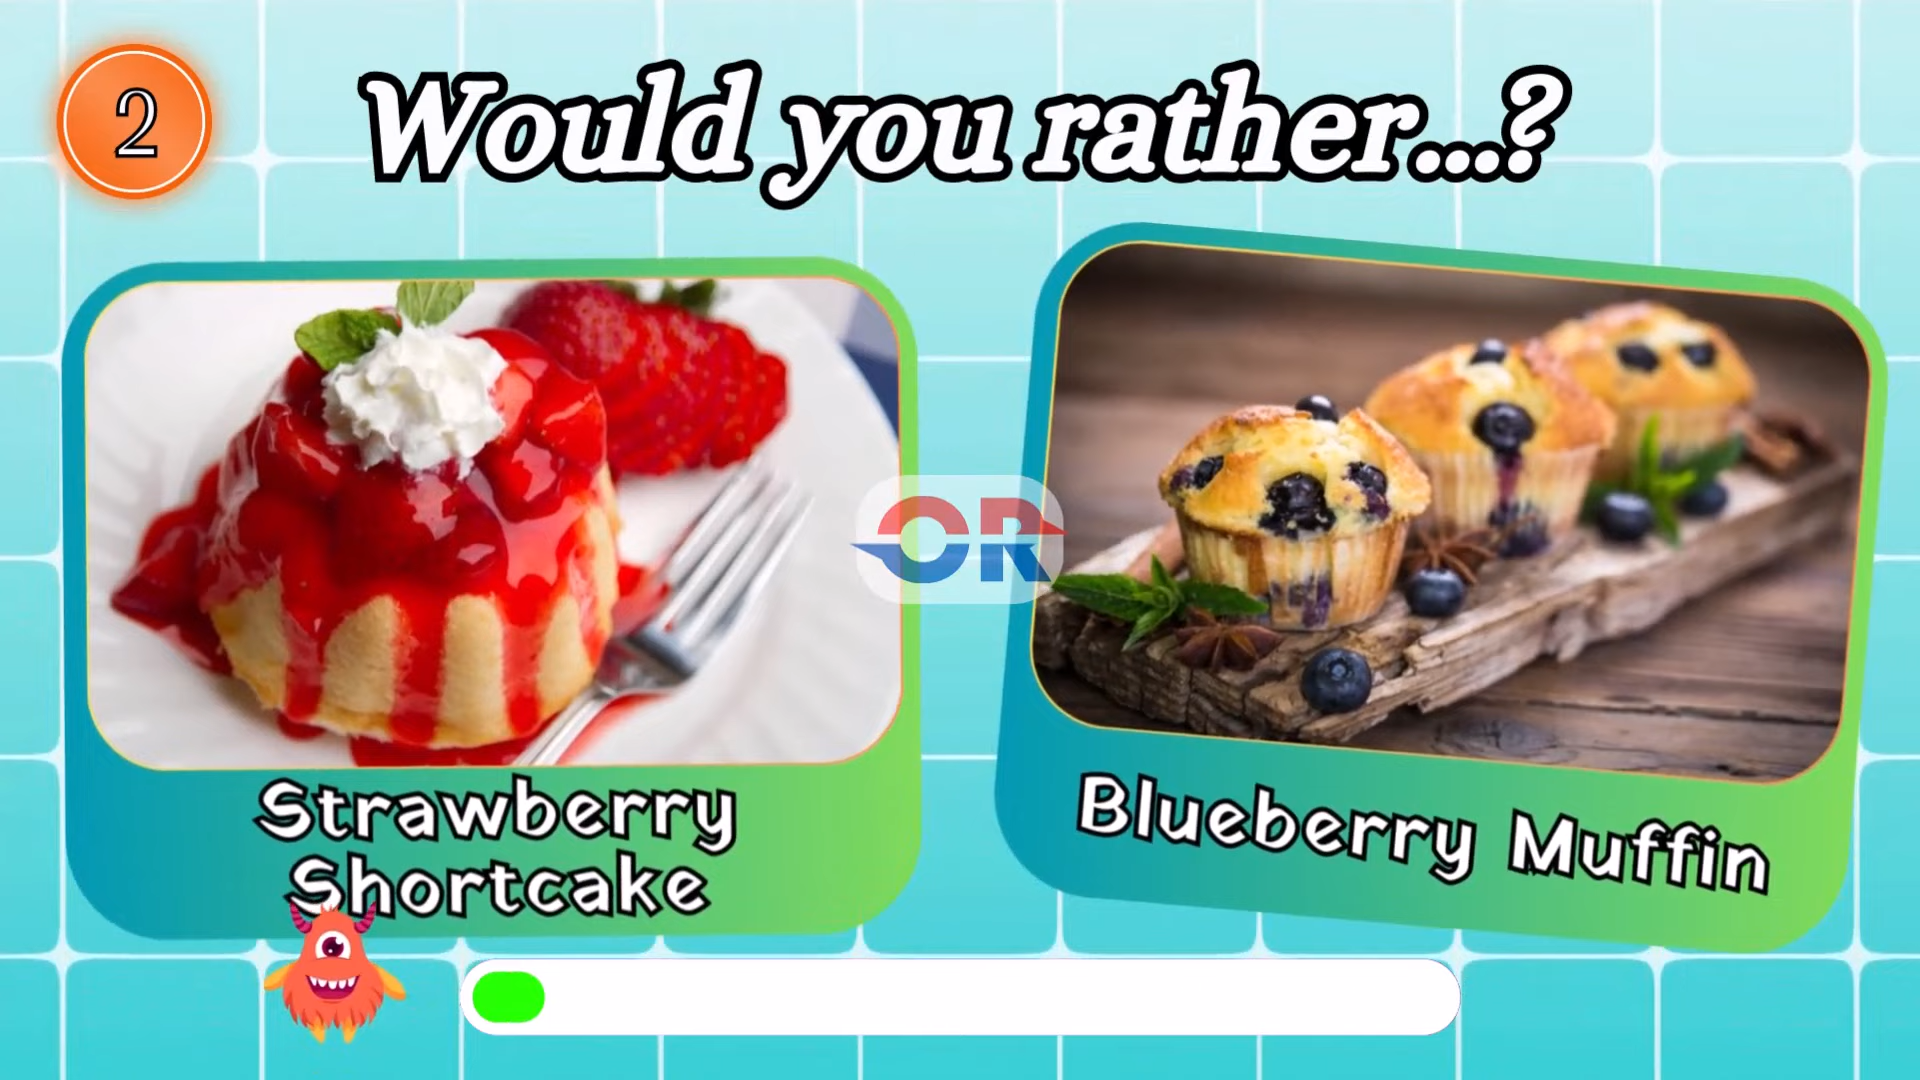 2
Would you rather...?
OR
Strawberry
Shortcake
Blueberry Muffin